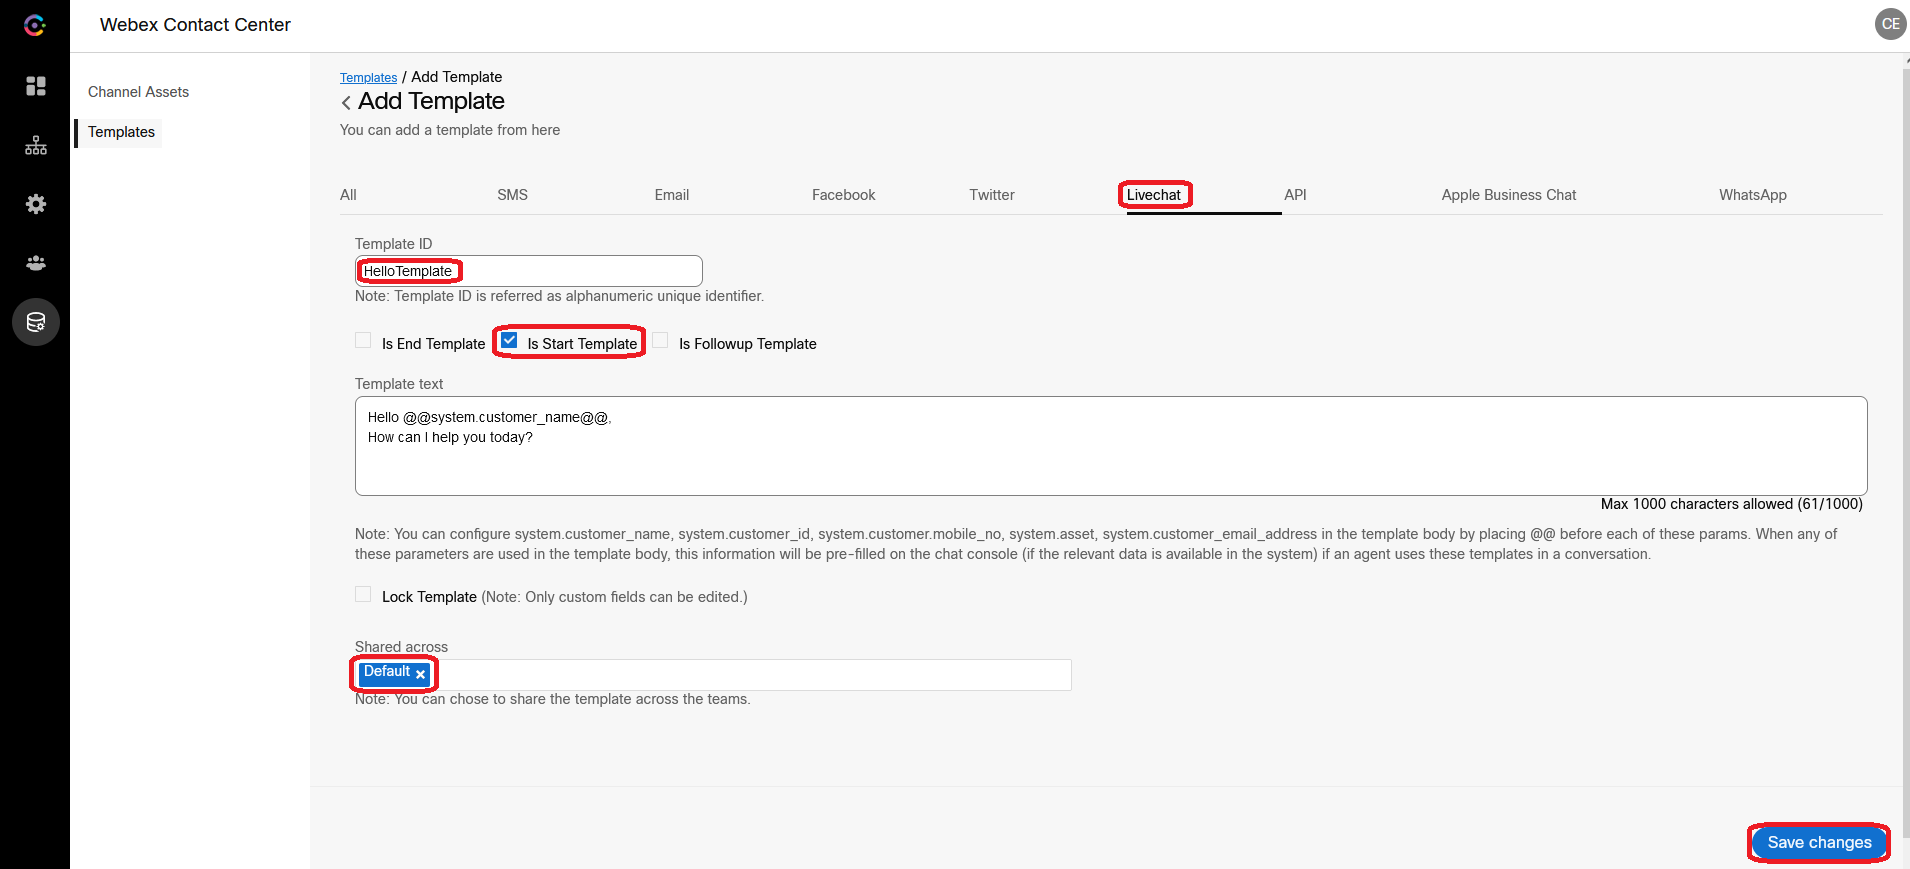 Webex Contact Center
CE
Channel Assets
Templates
Templates / Add Template
Add Template
You can add a template from here
All SMS Email Facebook Twitter Livechat API Apple Business Chat WhatsApp
Template ID
HelloTemplate
Note: Template ID is referred as alphanumeric unique identifier.
Is End Template Is Start Template Is Followup Template
Template text
Hello @@system.customer_name@@,
How can I help you today?
Max 1000 characters allowed (61/1000)
Note: You can configure system.customer_name, system.customer_id, system.customer.mobile_no, system.asset, system.customer_email_address in the template body by placing @@ before each of these params. When any of
these parameters are used in the template body, this information will be pre-filled on the chat console (if the relevant data is available in the system) if an agent uses these templates in a conversation.
Lock Template (Note: Only custom fields can be edited.)
Shared across
Default ×
Note: You can chose to share the template across the teams.
Save changes